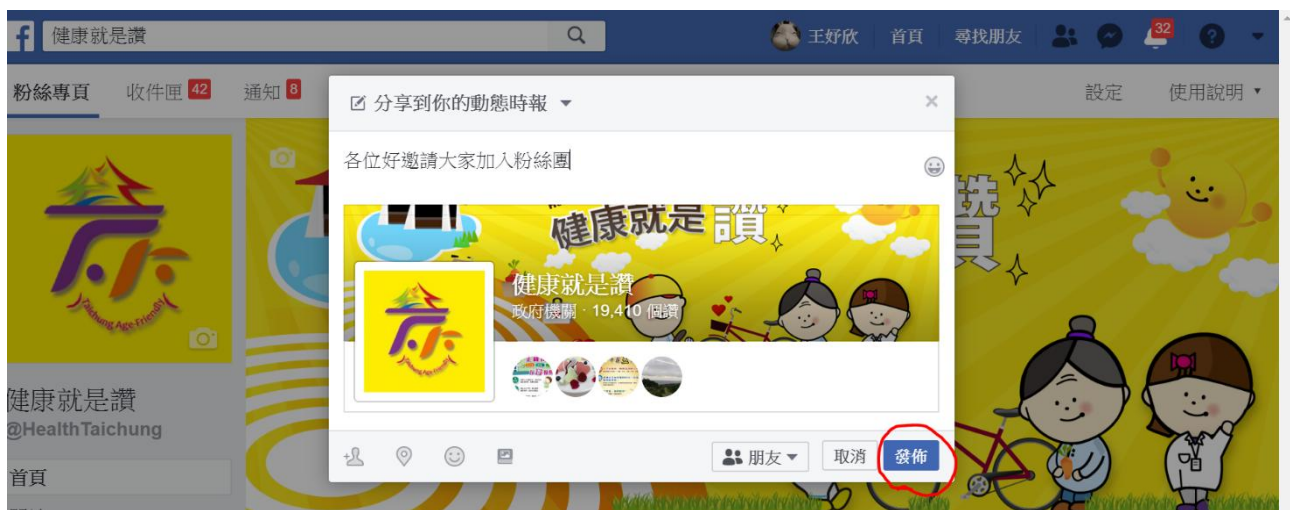 f 健康就是讚 王妤欣 首頁 尋找朋友 32
粉絲專頁 收件匣 42 通知 8 設定 使用說明
分享到你的動態時報
各位好邀請大家加入粉絲團
健康就是讚
健康就是讚
政府機關 · 19,410 個讚
Taichung Age-Friendly
Taichung Age-Friendly
健康就是讚
@HealthTaichung
朋友 取消 發佈
首頁